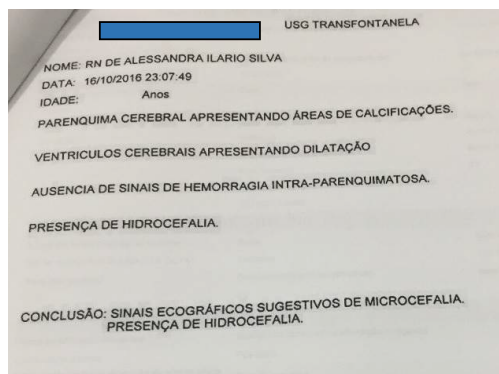 USG TRANSFONTANELA
NOME: RN DE ALESSANDRA ILARIO SILVA
DATA: 16/10/2016 23:07:49
IDADE: Anos
PARENQUIMA CEREBRAL APRESENTANDO ÁREAS DE CALCIFICAÇÕES.
VENTRICULOS CEREBRAIS APRESENTANDO DILATAÇÃO
AUSENCIA DE SINAIS DE HEMORRAGIA INTRA-PARENQUIMATOSA.
PRESENÇA DE HIDROCEFALIA.
CONCLUSÃO: SINAIS ECOGRÁFICOS SUGESTIVOS DE MICROCEFALIA.
PRESENÇA DE HIDROCEFALIA.